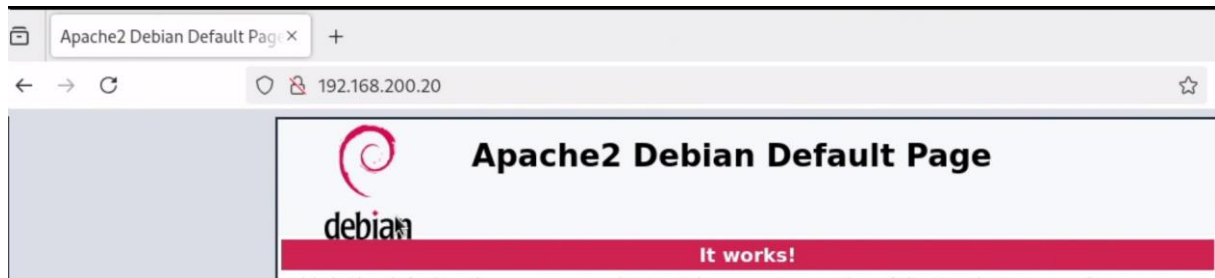 Apache2 Debian Default Page
192.168.200.20
Apache2 Debian Default Page
debian
It works!